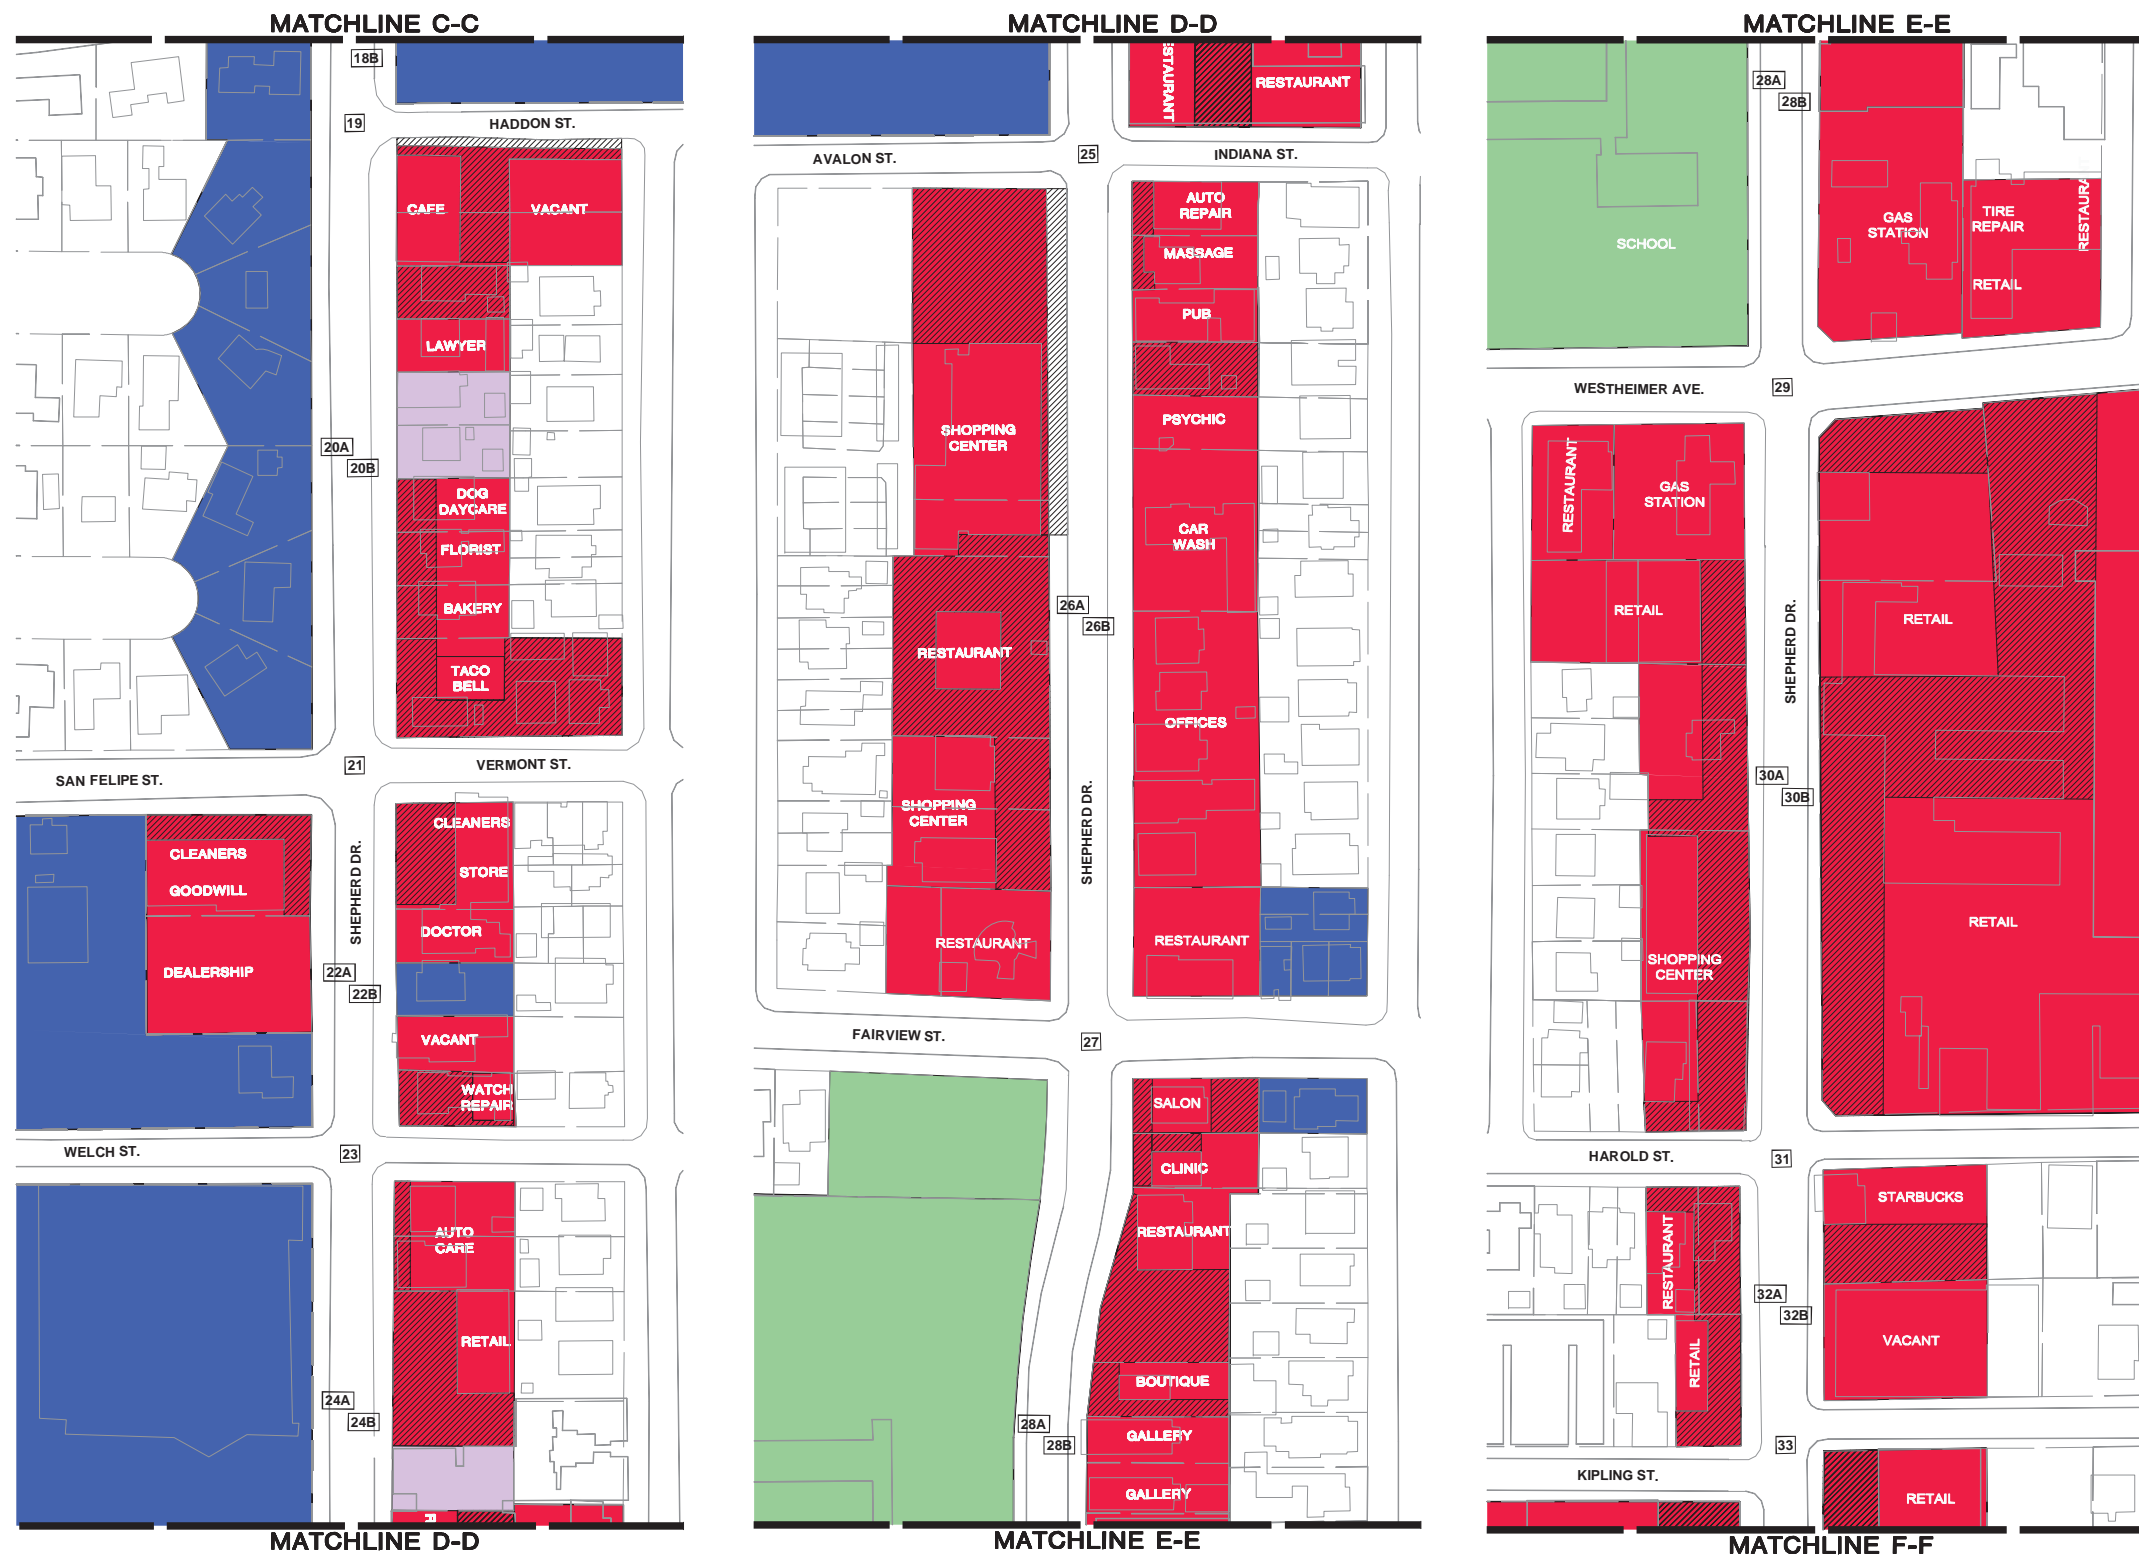 MATCHLINE C-C
18B
19
HADDON ST.
CAFE
VACANT
LAWYER
20A
20B
DOG
DAYCARE
FLORIST
BAKERY
TACO
BELL
21
VERMONT ST.
SAN FELIPE ST.
CLEANERS
GOODWILL
DEALERSHIP
SHEPHERD DR.
CLEANERS
STORE
DOCTOR
22A
22B
VACANT
WATCH
REPAIR
WELCH ST.
23
AUTO
CARE
RETAIL
24A
24B
R
MATCHLINE D-D
MATCHLINE D-D
STAURANT
RESTAURANT
AVALON ST.
25
INDIANA ST.
AUTO
REPAIR
MASSAGE
PUB
PSYCHIC
SHOPPING
CENTER
CAR
WASH
26A
26B
RESTAURANT
OFFICES
SHOPPING
CENTER
SHEPHERD DR.
RESTAURANT
RESTAURANT
FAIRVIEW ST.
27
SALON
CLINIC
RESTAURANT
BOUTIQUE
28A
28B
GALLERY
GALLERY
MATCHLINE E-E
MATCHLINE E-E
28A
28B
SCHOOL
GAS
STATION
TIRE
REPAIR
RESTAURA
RETAIL
WESTHEIMER AVE.
29
RESTAURANT
GAS
STATION
RETAIL
SHEPHERD DR.
RETAIL
30A
30B
SHOPPING
CENTER
RETAIL
HAROLD ST.
31
STARBUCKS
RESTAURANT
32A
32B
RETAIL
VACANT
33
KIPLING ST.
RETAIL
MATCHLINE F-F